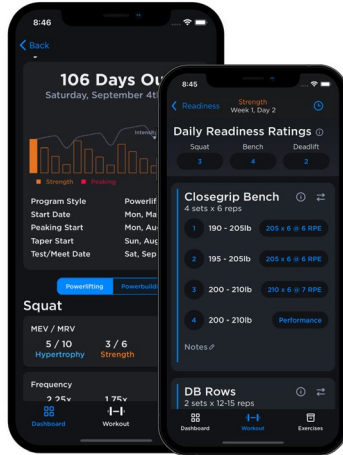 8:46
Back
106 Days Ou
Saturday, September 4th
Intensity
Strength
Peaking
Program Style Powerlif
Start Date Mon, Ma
Peaking Start Mon, Au
Taper Start Sun, Aug
Test/Meet Date Sat, Sep
Powerlifting Powerbuildi
Squat
MEV / MRV
5 / 10 3 / 6
Hypertrophy Strength
Frequency
2.25x 1.75x
Dashboard Workout
8:45
Readiness
Strength
Week 1, Day 2
Daily Readiness Ratings
Squat Bench Deadlift
3 4 2
Closegrip Bench
4 sets x 6 reps
1 190 - 205lb 205 x 6 @ 6 RPE
2 195 - 205lb 205 x 6 @ 6 RPE
3 200 - 210lb 210 x 6 @ 7 RPE
4 200 - 210lb Performance
Notes
DB Rows
2 sets x 12-15 reps
Dashboard Workout Exercises